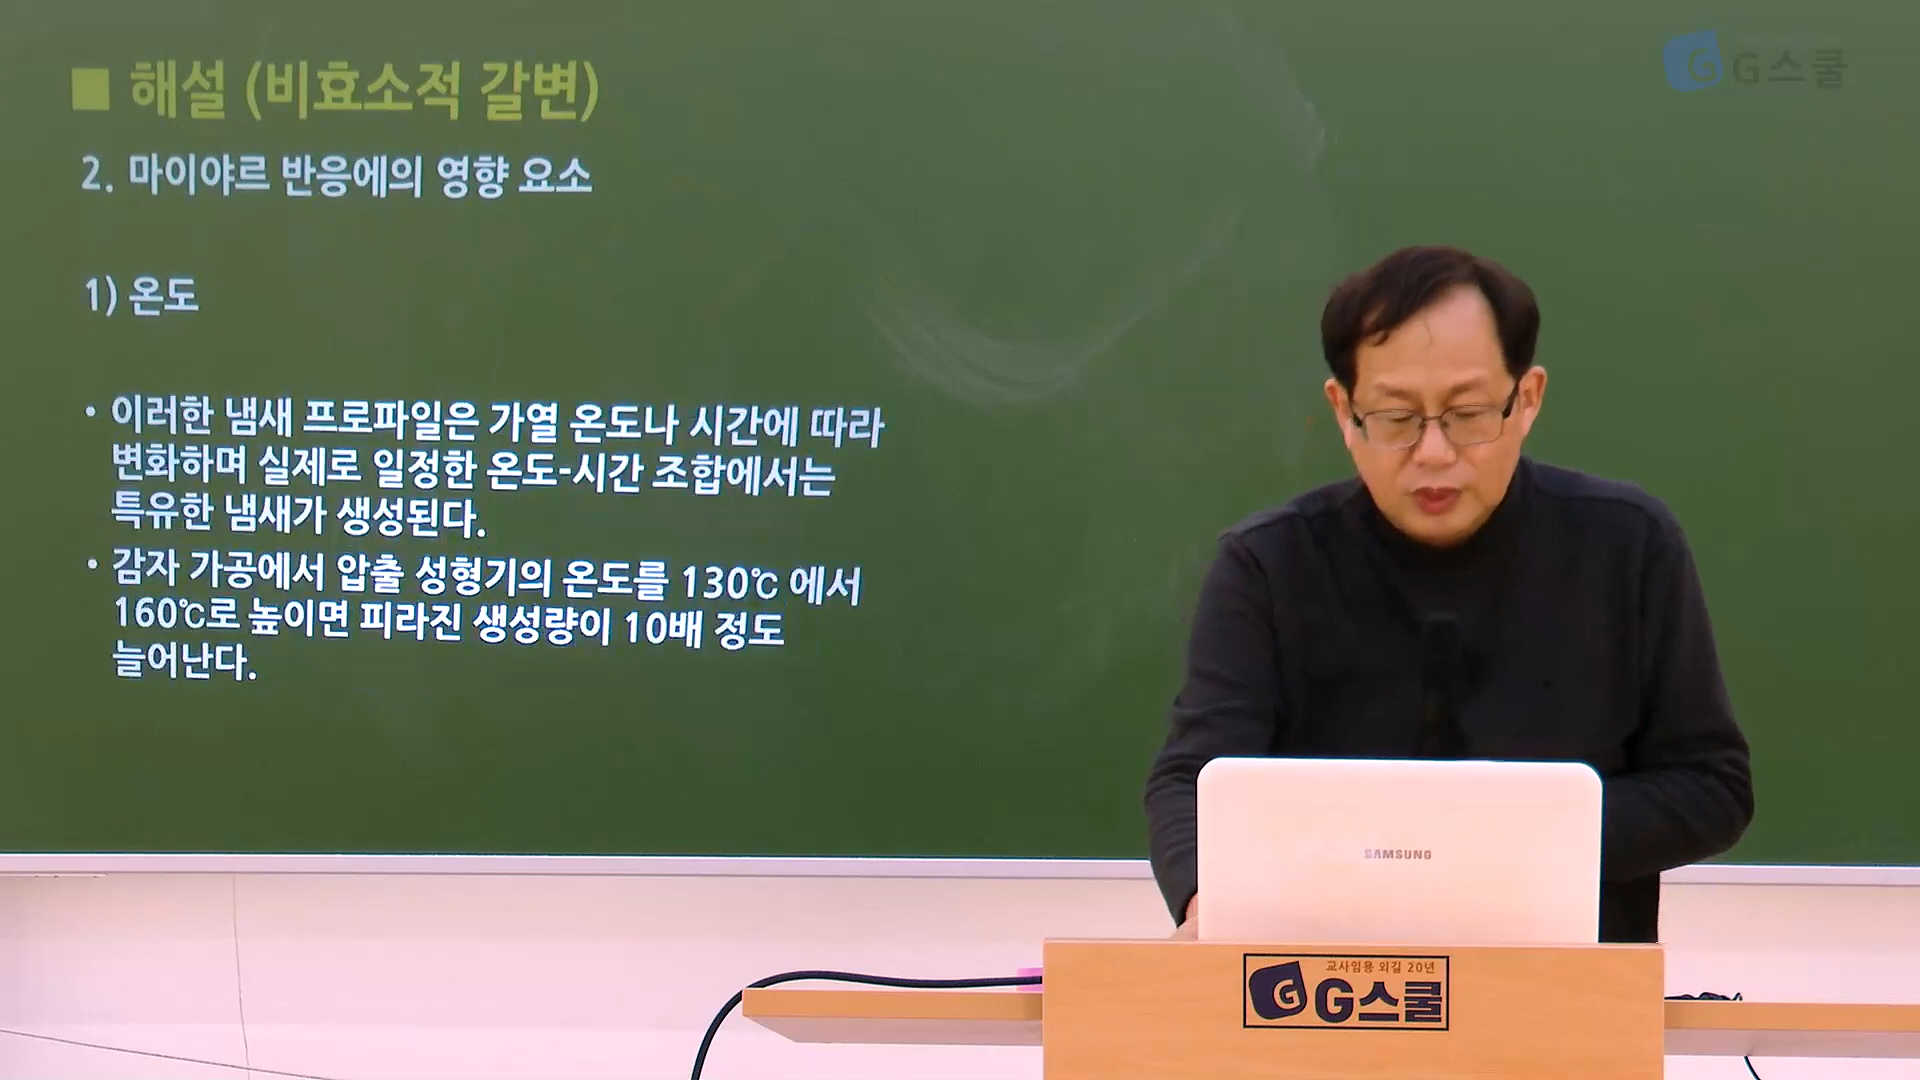 ■ 해설 (비효소적 갈변)
G스쿨
2. 마이야르 반응에의 영향 요소
1) 온도
• 이러한 냄새 프로파일은 가열 온도나 시간에 따라
변화하며 실제로 일정한 온도-시간 조합에서는
특유한 냄새가 생성된다.
• 감자 가공에서 압출 성형기의 온도를 130℃ 에서
160℃로 높이면 피라진 생성량이 10배 정도
늘어난다.
SAMSUNG
교사임용 외길 20년
G스쿨